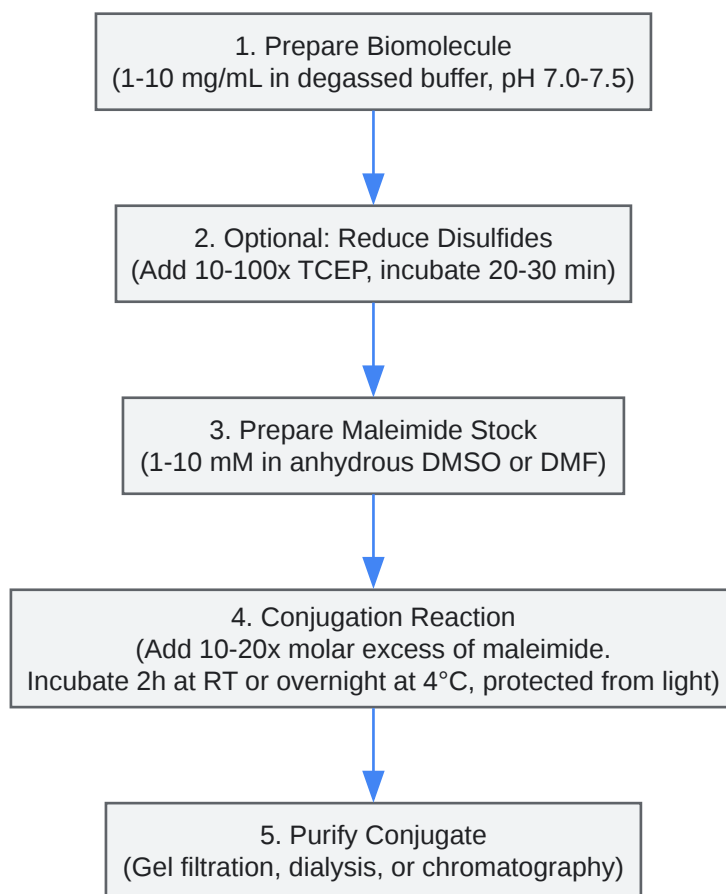 1. Prepare Biomolecule
(1-10 mg/mL in degassed buffer, pH 7.0-7.5)
2. Optional: Reduce Disulfides
(Add 10-100x TCEP, incubate 20-30 min)
3. Prepare Maleimide Stock
(1-10 mM in anhydrous DMSO or DMF)
4. Conjugation Reaction
(Add 10-20x molar excess of maleimide.
Incubate 2h at RT or overnight at 4°C, protected from light)
5. Purify Conjugate
(Gel filtration, dialysis, or chromatography)